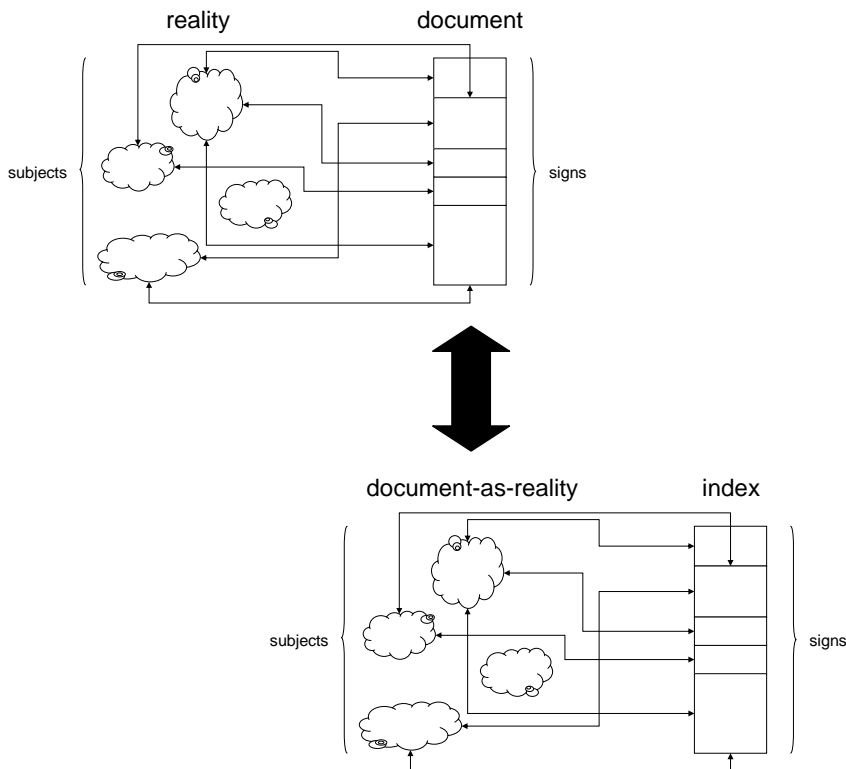 reality document
subjects signs
document-as-reality index
subjects signs